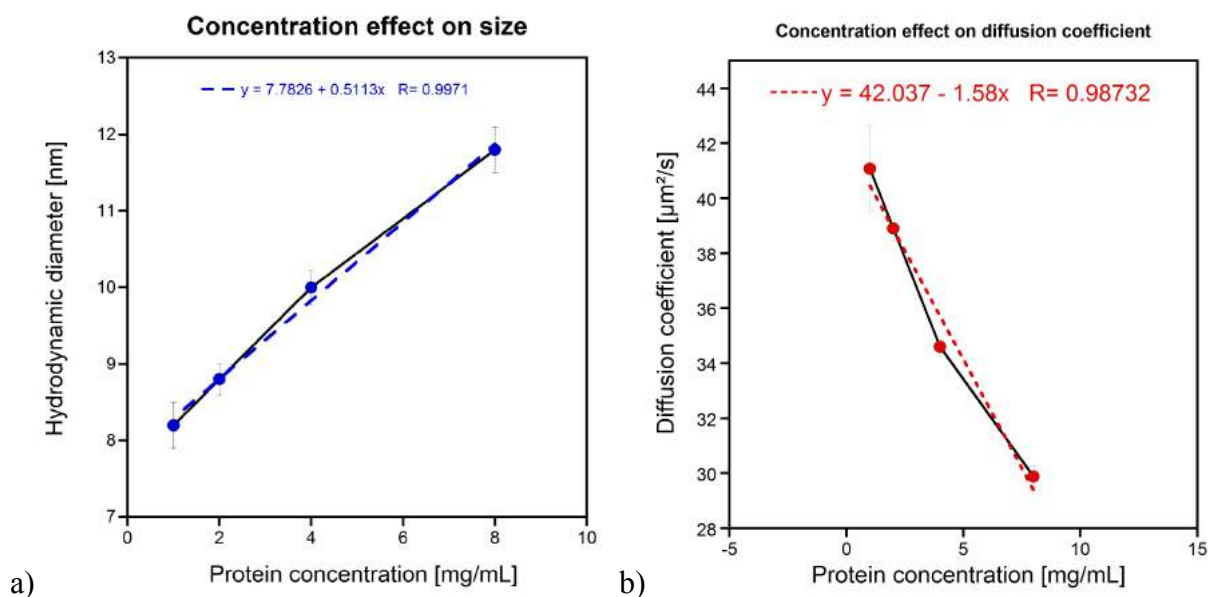 Concentration effect on size
13
y = 7.7826 + 0.5113x R= 0.9971
12
11
10
9
8
7
Hydrodynamic diameter [nm]
0 2 4 6 8 10
Protein concentration [mg/mL]
a)
Concentration effect on diffusion coefficient
44
y = 42.037 - 1.58x R= 0.98732
42
40
38
36
34
32
30
28
Diffusion coefficient [µm²/s]
-5 0 5 10 15
Protein concentration [mg/mL]
b)